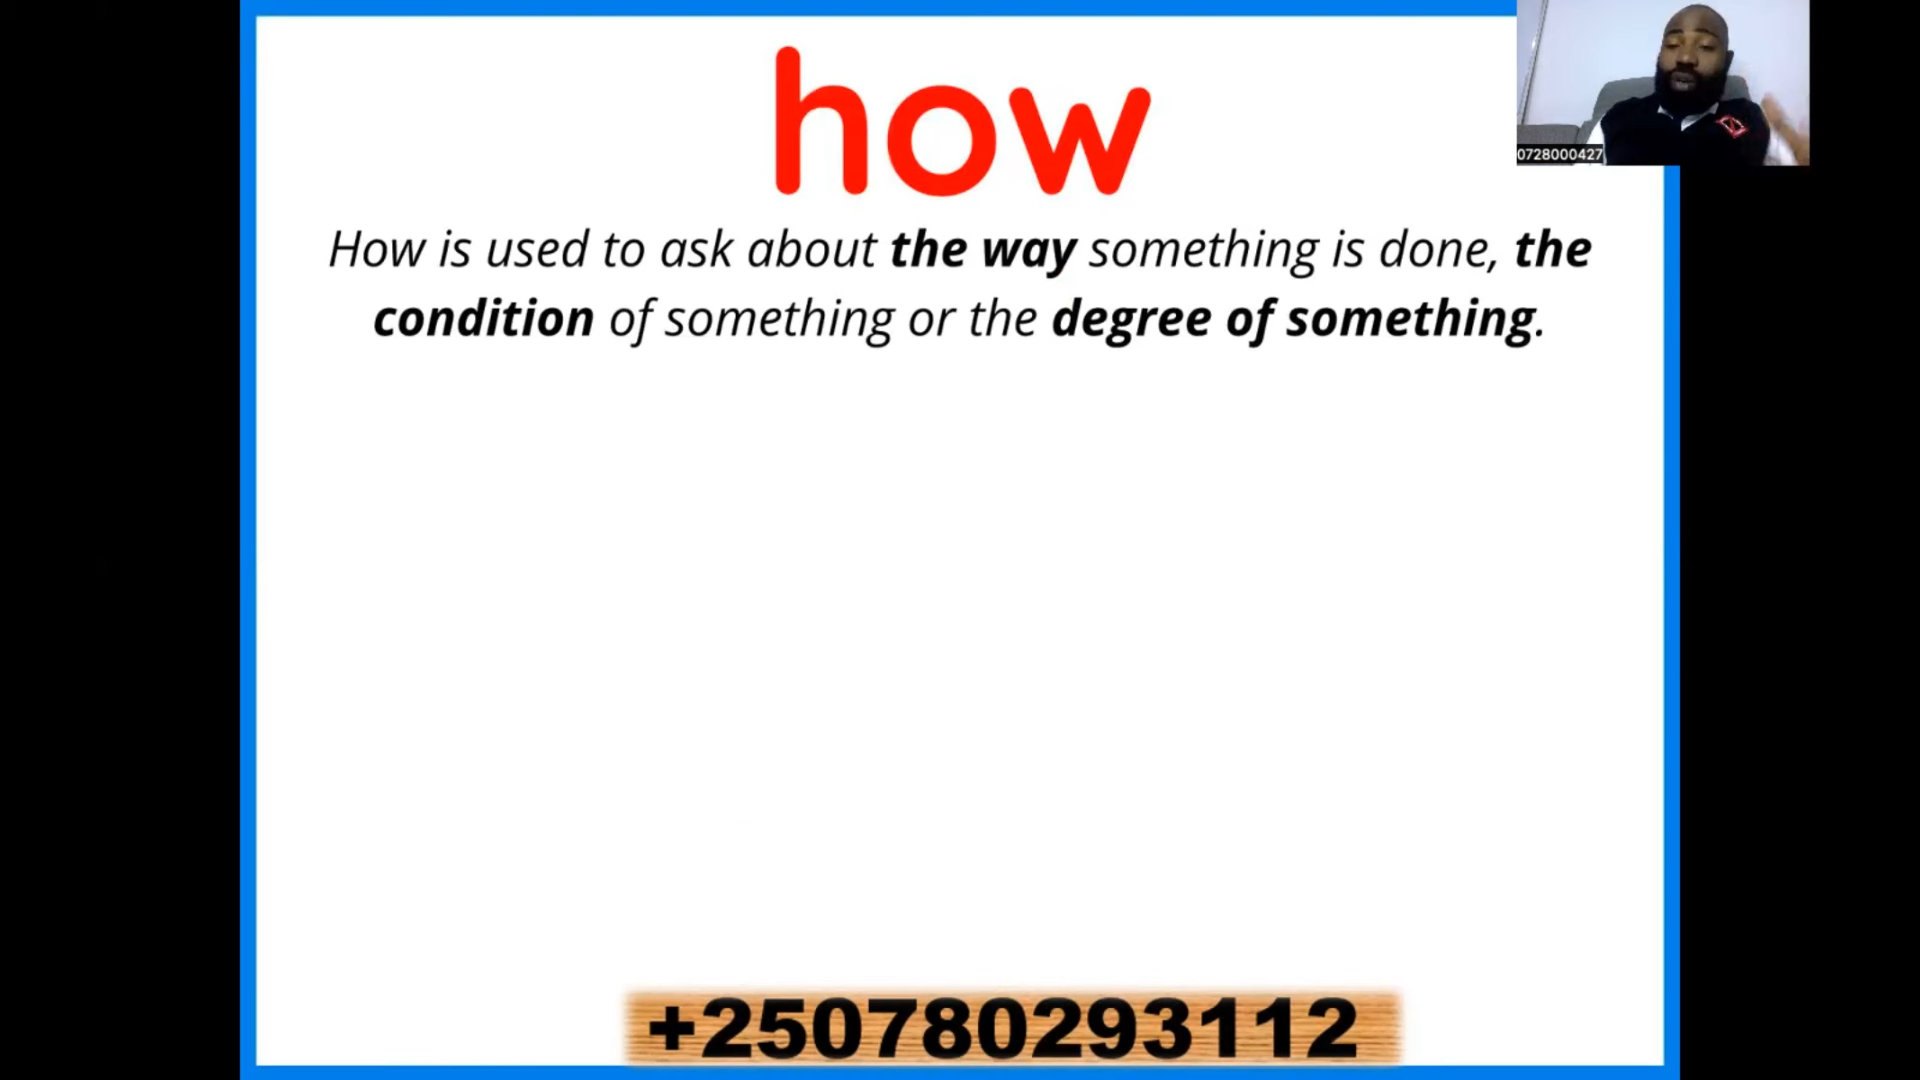 how
How is used to ask about the way something is done, the
condition of something or the degree of something.
0728000427
+250780293112